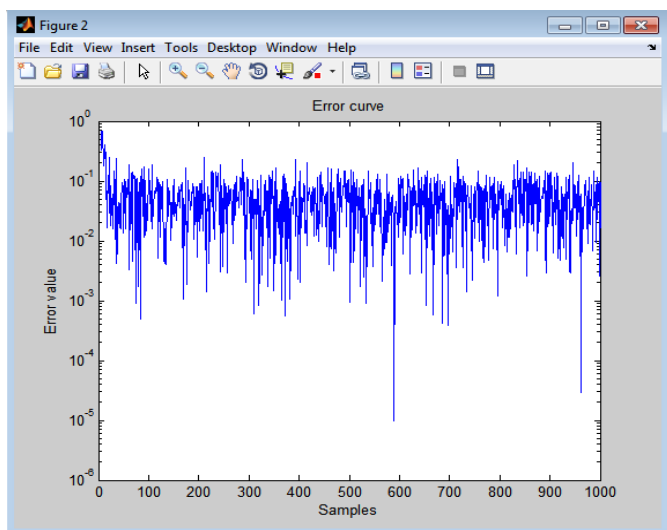 Figure 2
File Edit View Insert Tools Desktop Window Help
Error curve
10^0
10^-1
10^-2
10^-3
10^-4
10^-5
10^-6
Error value
0 100 200 300 400 500 600 700 800 900 1000
Samples